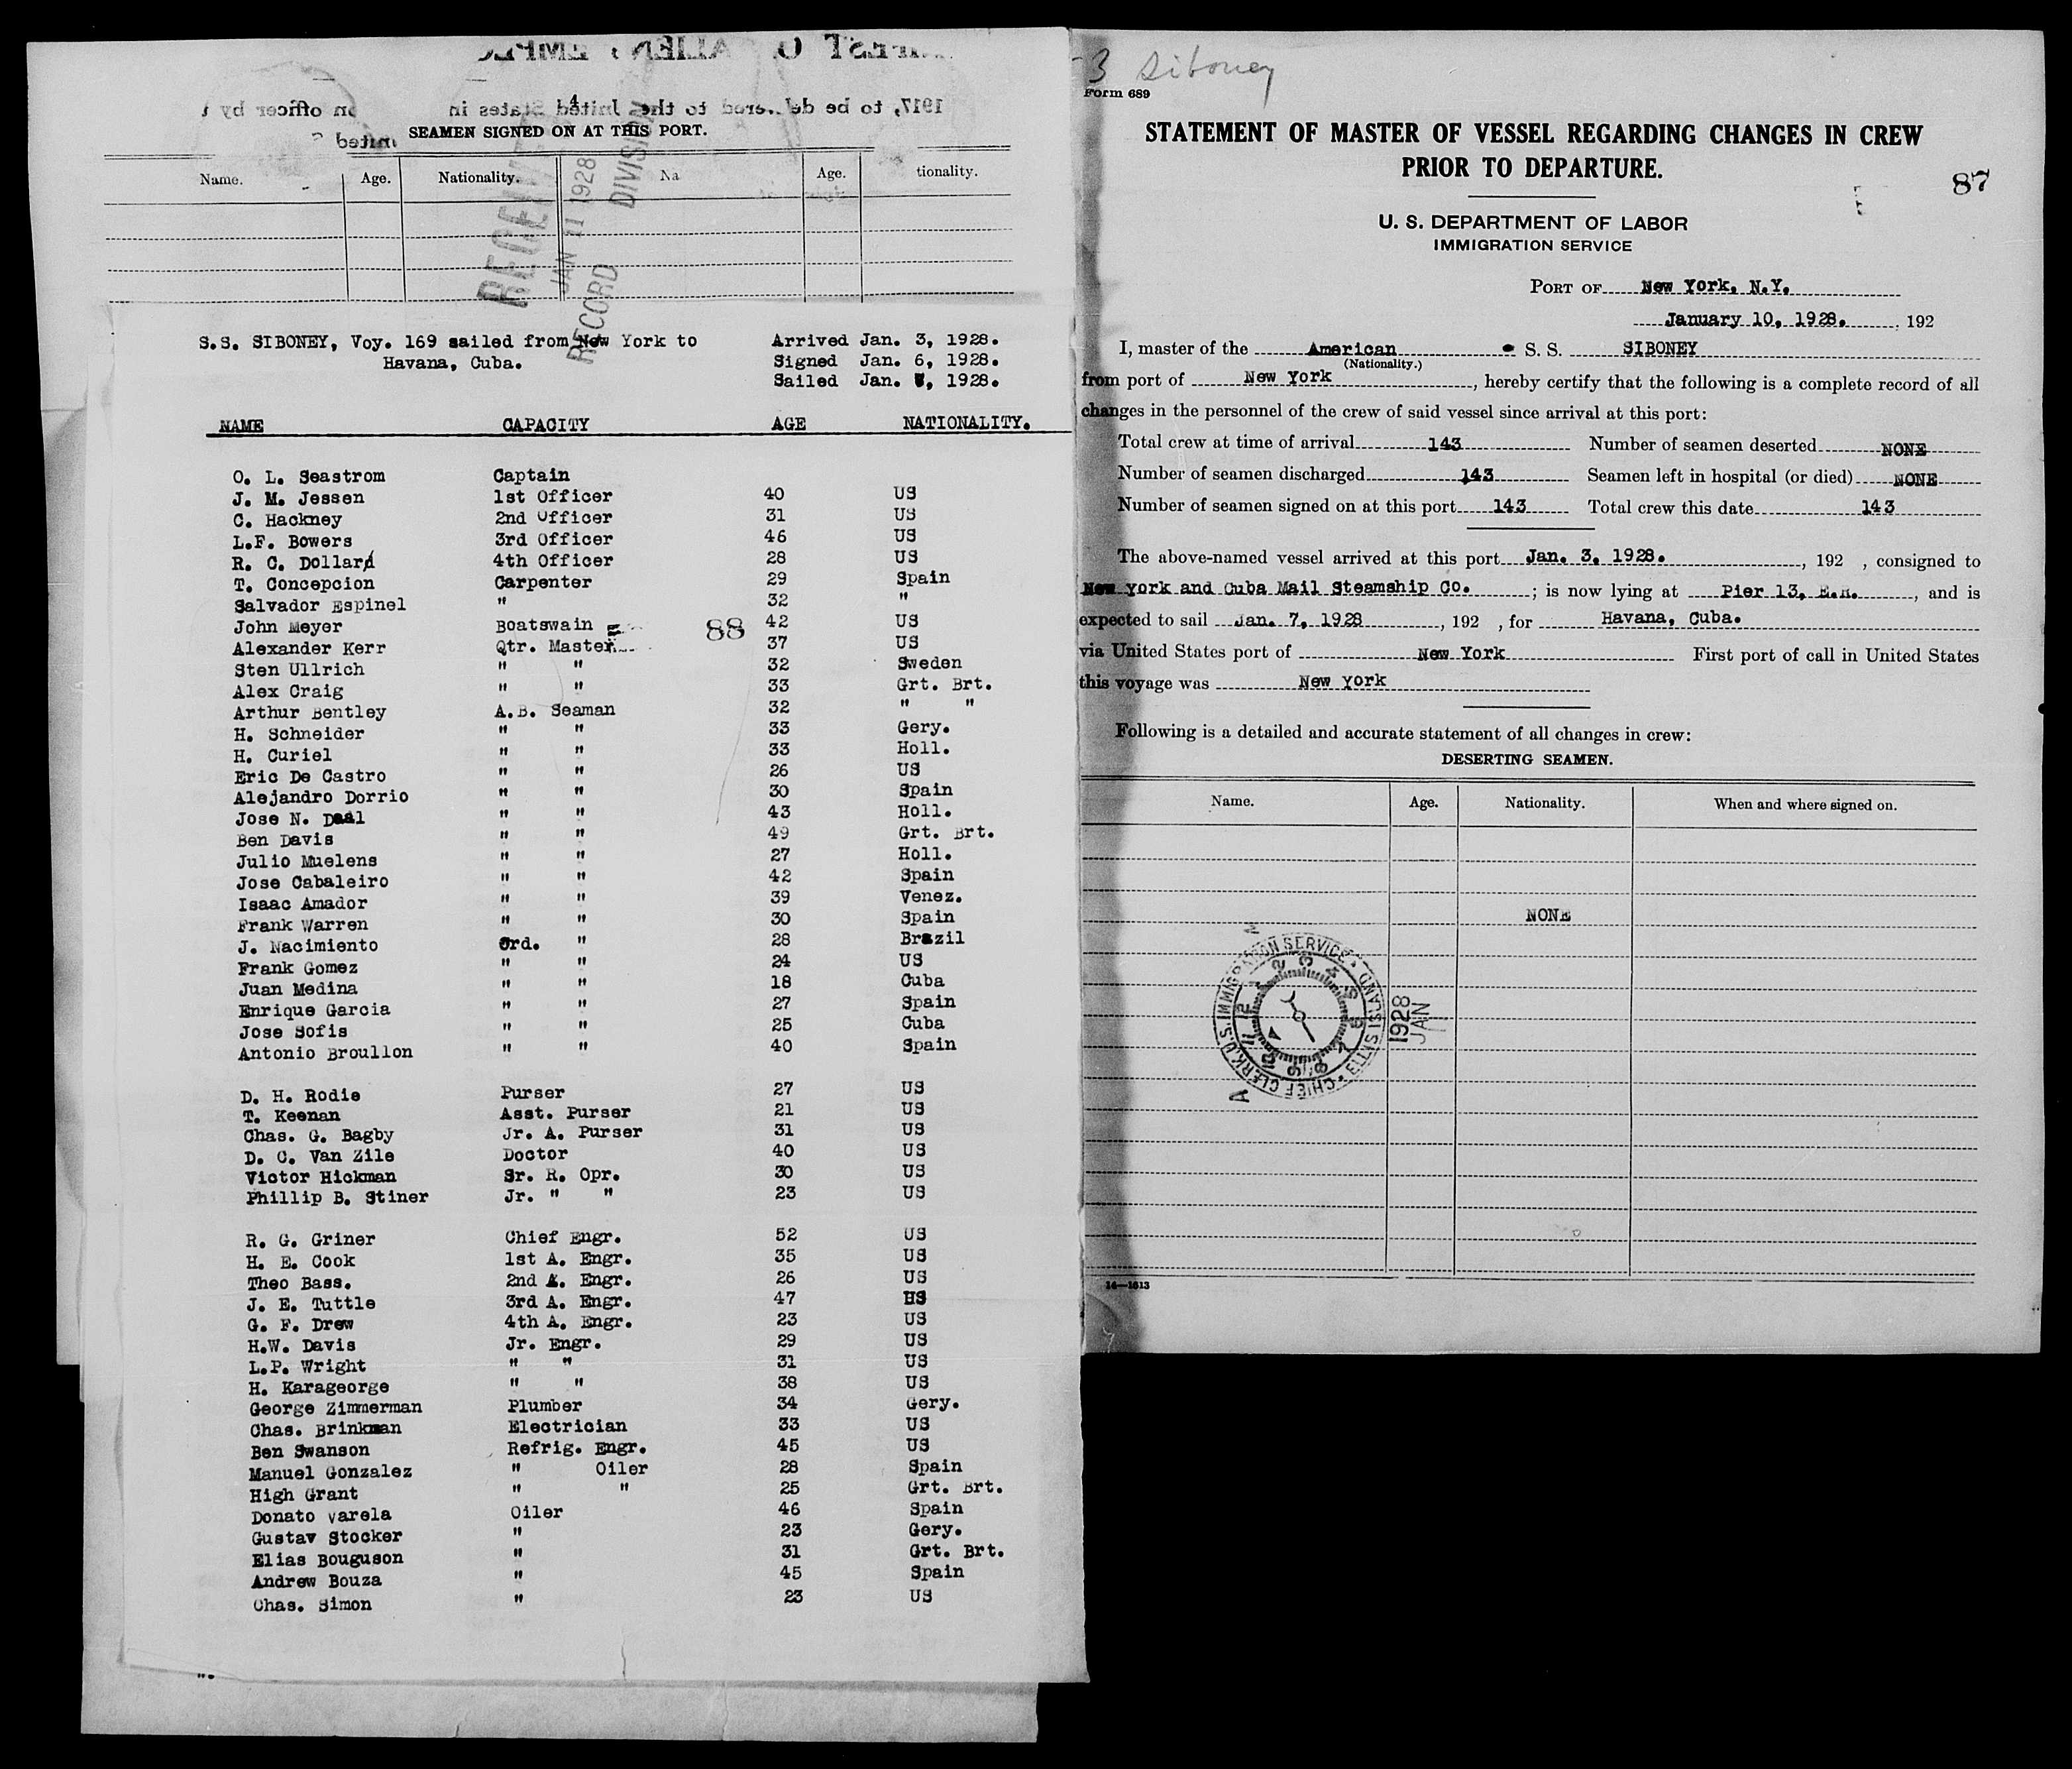 SEAMEN SIGNED ON AT THIS PORT.
Name. Age. Nationality. Na Age. tionality.
RECEIVED
JAN 11 1928
RECORD DIVISION
S.S. SIBONEY, Voy. 169 sailed from New York to Arrived Jan. 3, 1928.
Havana, Cuba. Signed Jan. 6, 1928.
Sailed Jan. 7, 1928.
NAME CAPACITY AGE NATIONALITY.
O. L. Seastrom Captain
J. M. Jessen 1st Officer 40 US
C. Hackney 2nd Officer 31 US
L.F. Bowers 3rd Officer 46 US
R. C. Dollard 4th Officer 28 US
T. Concepcion Carpenter 29 Spain
Salvador Espinel " 32 "
John Meyer Boatswain 42 US
88
Alexander Kerr Qtr. Master 37 US
Sten Ullrich " " 32 Sweden
Alex Craig " " 33 Grt. Brt.
Arthur Bentley A.B. Seaman 32 " "
H. Schneider " " 33 Gery.
H. Curiel " " 33 Holl.
Eric De Castro " " 26 US
Alejandro Dorrio " " 30 Spain
Jose N. Daal " " 43 Holl.
Ben Davis " " 49 Grt. Brt.
Julio Muelens " " 27 Holl.
Jose Cabaleiro " " 42 Spain
Isaac Amador " " 39 Venez.
Frank Warren " " 30 Spain
J. Nacimiento Ord. " 28 Brazil
Frank Gomez " " 24 US
Juan Medina " " 18 Cuba
Enrique Garcia " " 27 Spain
Jose Sofis " " 25 Cuba
Antonio Broullon " " 40 Spain
D. H. Rodie Purser 27 US
T. Keenan Asst. Purser 21 US
Chas. G. Bagby Jr. A. Purser 31 US
D. C. Van Zile Doctor 40 US
Victor Hickman Sr. R. Opr. 30 US
Phillip B. Stiner Jr. " " 23 US
R. G. Griner Chief Engr. 52 US
H. E. Cook 1st A. Engr. 35 US
Theo Bass. 2nd A. Engr. 26 US
J. E. Tuttle 3rd A. Engr. 47 US
G. F. Drew 4th A. Engr. 23 US
H.W. Davis Jr. Engr. 29 US
L.P. Wright " " 31 US
H. Karageorge " " 38 US
George Zimmerman Plumber 34 Gery.
Chas. Brinkman Electrician 33 US
Ben Swanson Refrig. Engr. 45 US
Manuel Gonzalez " Oiler 28 Spain
High Grant " " 25 Grt. Brt.
Donato Varela Oiler 46 Spain
Gustav Stocker " 23 Gery.
Elias Bouguson " 31 Grt. Brt.
Andrew Bouza " 45 Spain
Chas. Simon " 23 US
3 Siboney
Form 689
STATEMENT OF MASTER OF VESSEL REGARDING CHANGES IN CREW
PRIOR TO DEPARTURE.
87
U. S. DEPARTMENT OF LABOR
IMMIGRATION SERVICE
PORT OF New York, N.Y.
January 10, 1928. , 192
I, master of the American S. S. SIBONEY
(Nationality.)
from port of New York, hereby certify that the following is a complete record of all
changes in the personnel of the crew of said vessel since arrival at this port:
Total crew at time of arrival 143 Number of seamen deserted NONE
Number of seamen discharged 143 Seamen left in hospital (or died) NONE
Number of seamen signed on at this port 143 Total crew this date 143
The above-named vessel arrived at this port Jan. 3, 1928. , 192 , consigned to
New York and Cuba Mail Steamship Co. ; is now lying at Pier 13, E.R. , and is
expected to sail Jan. 7, 1928 , 192 , for Havana, Cuba.
via United States port of New York First port of call in United States
this voyage was New York
Following is a detailed and accurate statement of all changes in crew:
DESERTING SEAMEN.
Name. Age. Nationality. When and where signed on.
NONE
CHIEF CLERK U.S. IMMIGRATION SERVICE • ELLIS ISLAND •
1928 JAN
14—1613